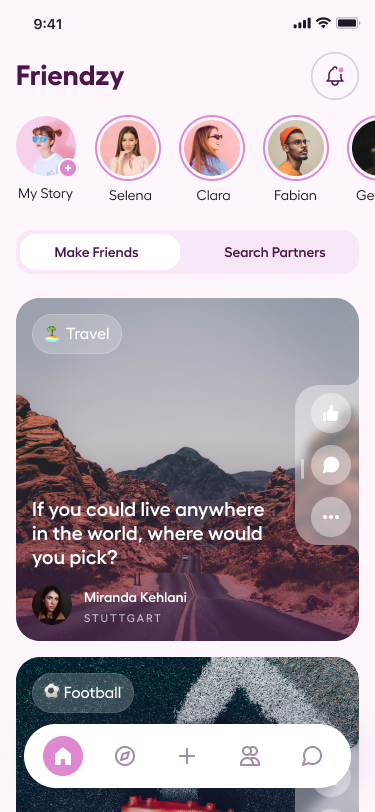 9:41
Friendzy
My Story
Selena
Clara
Fabian
Ge
Make Friends
Search Partners
Travel
If you could live anywhere
in the world, where would
you pick?
Miranda Kehlani
STUTTGART
Football